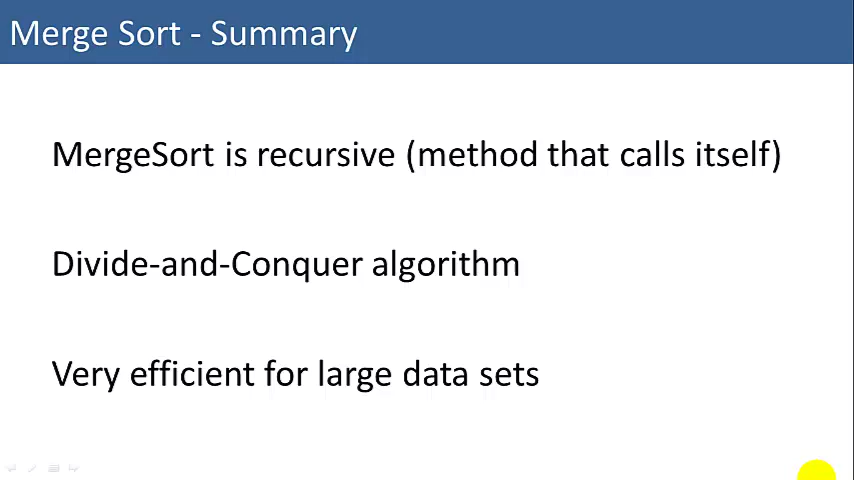 Merge Sort - Summary
MergeSort is recursive (method that calls itself)
Divide-and-Conquer algorithm
Very efficient for large data sets